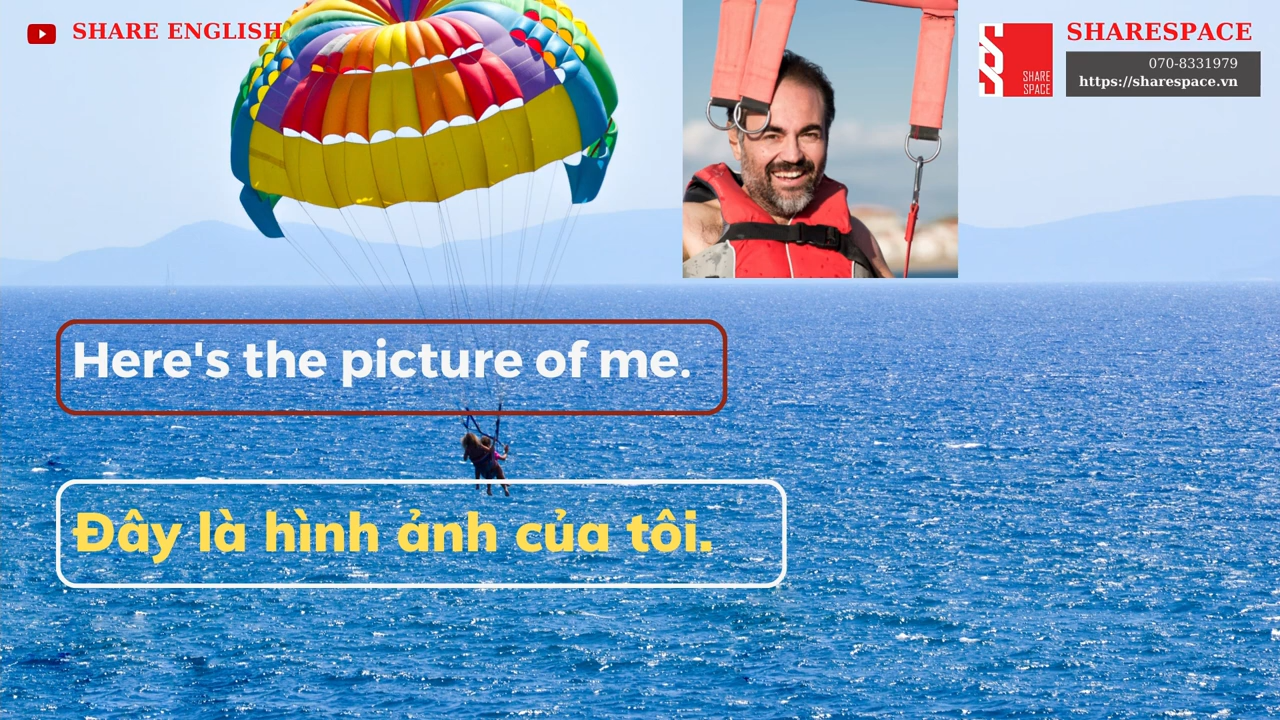 SHARE ENGLISH
SHARESPACE
070-8331979
https://sharespace.vn
SHARE
SPACE
Here's the picture of me.
Đây là hình ảnh của tôi.